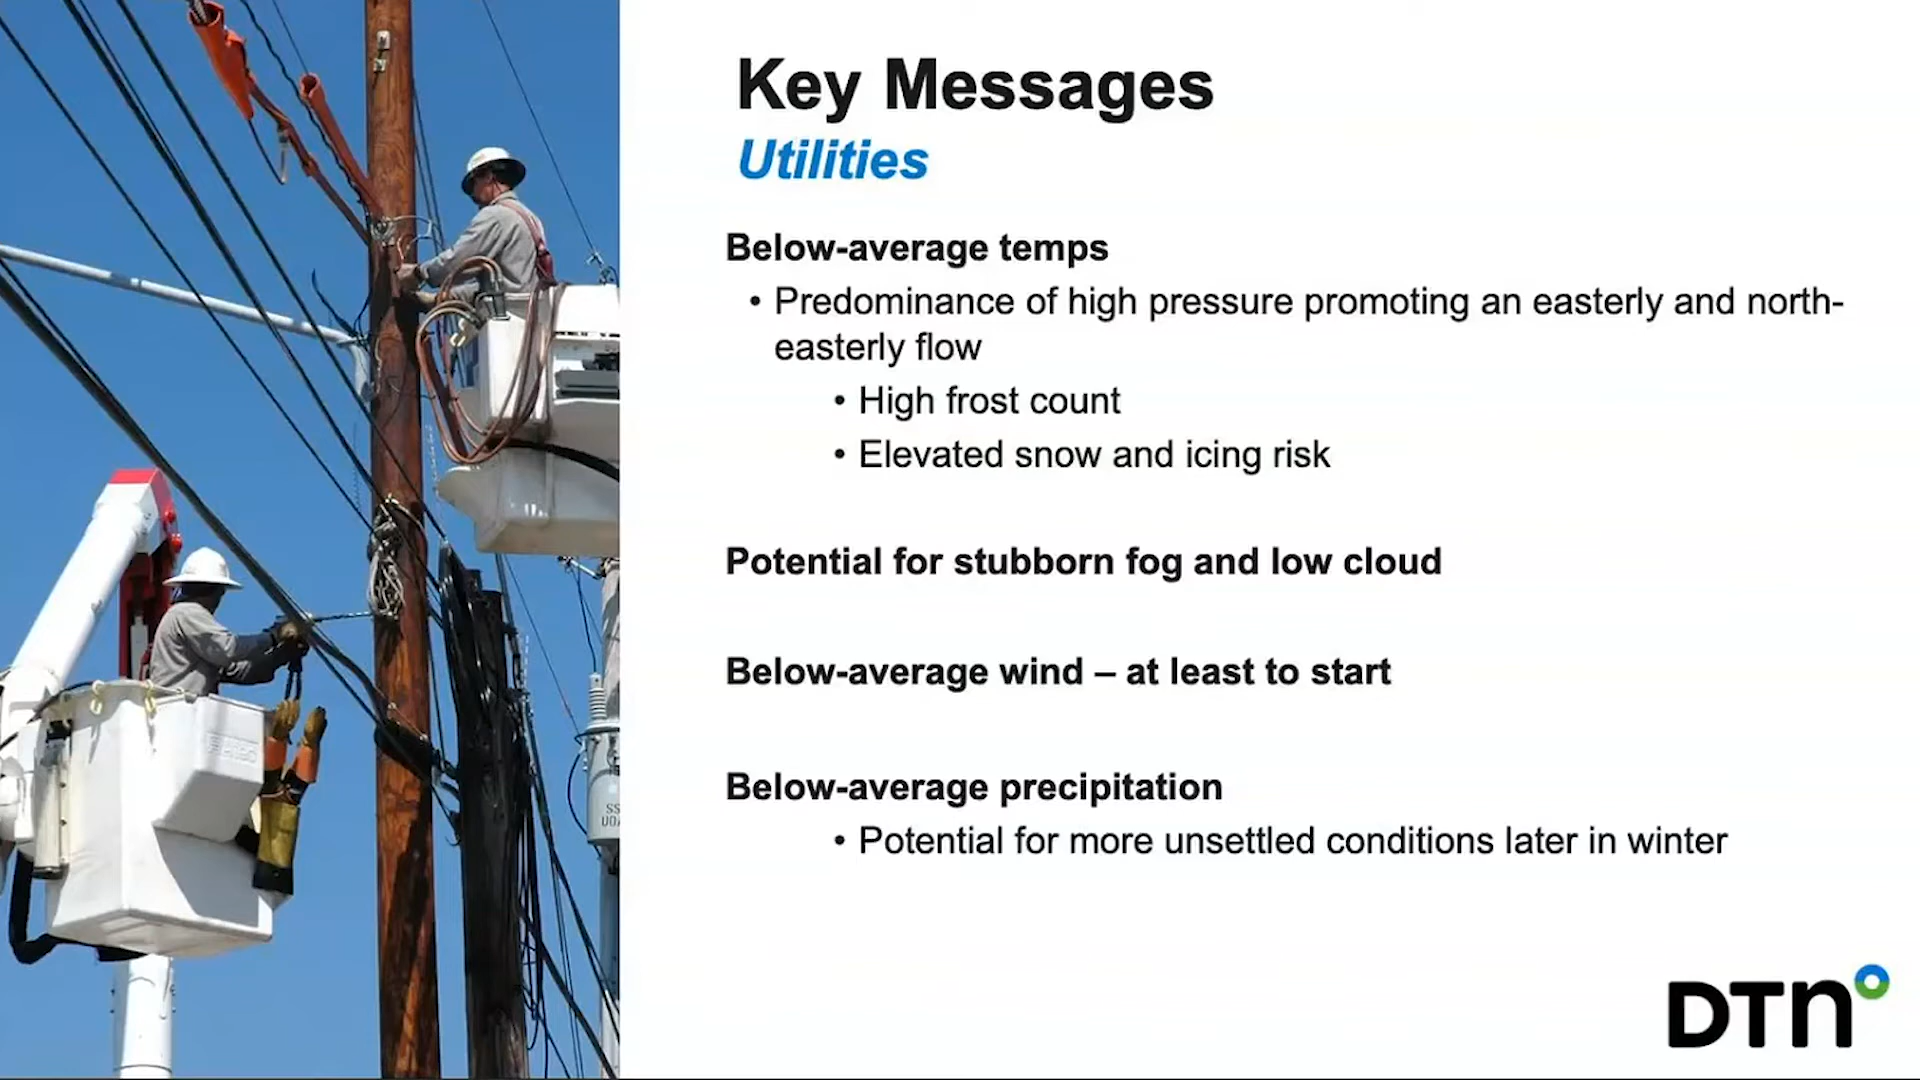 Key Messages
Utilities
Below-average temps
• Predominance of high pressure promoting an easterly and north-
easterly flow
• High frost count
• Elevated snow and icing risk
Potential for stubborn fog and low cloud
Below-average wind – at least to start
Below-average precipitation
• Potential for more unsettled conditions later in winter
DTN